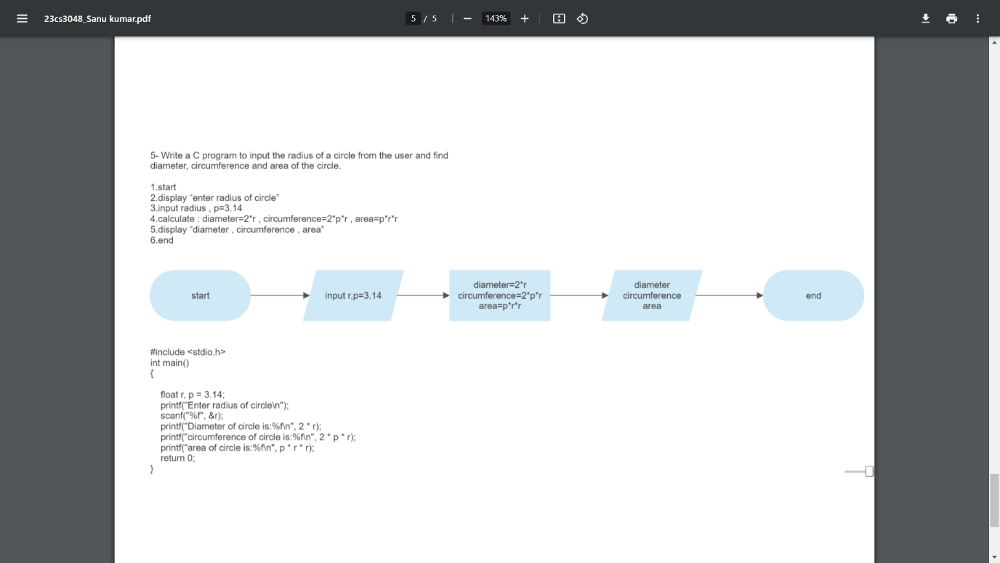 23cs3048_Sanu kumar.pdf
5 / 5
143%
5- Write a C program to input the radius of a circle from the user and find
diameter, circumference and area of the circle.
1.start
2.display “enter radius of circle”
3.input radius , p=3.14
4.calculate : diameter=2*r , circumference=2*p*r , area=p*r*r
5.display “diameter , circumference , area”
6.end
start
input r,p=3.14
diameter=2*r
circumference=2*p*r
area=p*r*r
diameter
circumference
area
end
#include <stdio.h>
int main()
{
float r, p = 3.14;
printf("Enter radius of circle\n");
scanf("%f", &r);
printf("Diameter of circle is:%f\n", 2 * r);
printf("circumference of circle is:%f\n", 2 * p * r);
printf("area of circle is:%f\n", p * r * r);
return 0;
}